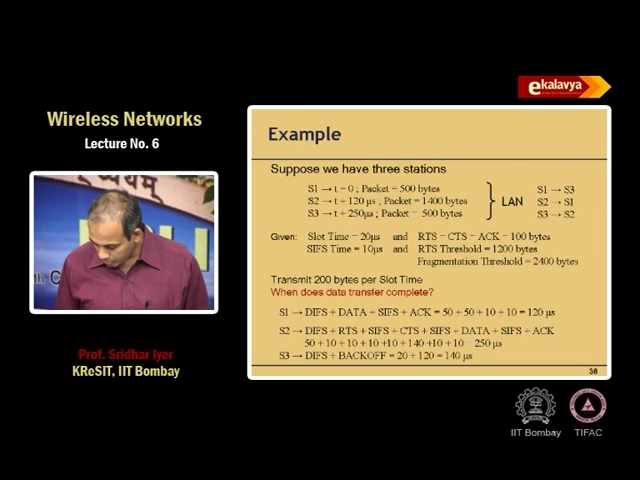 ekalavya
Wireless Networks
Lecture No. 6
Prof. Sridhar Iyer
KReSIT, IIT Bombay
Example
Suppose we have three stations
S1 → t = 0 ; Packet = 500 bytes
S2 → t + 120 μs ; Packet = 1400 bytes
S3 → t + 250μs ; Packet = 500 bytes
LAN
S1 → S3
S2 → S1
S3 → S2
Given: Slot Time = 20μs and RTS = CTS = ACK = 100 bytes
SIFS Time = 10μs and RTS Threshold = 1200 bytes
Fragmentation Threshold = 2400 bytes
Transmit 200 bytes per Slot Time
When does data transfer complete?
S1 → DIFS + DATA + SIFS + ACK = 50 + 50 + 10 + 10 = 120 μs
S2 → DIFS + RTS + SIFS + CTS + SIFS + DATA + SIFS + ACK
50 + 10 + 10 + 10 +10 + 140 +10 + 10 = 250 μs
S3 → DIFS + BACKOFF = 20 + 120 = 140 μs
38
IIT Bombay
TIFAC